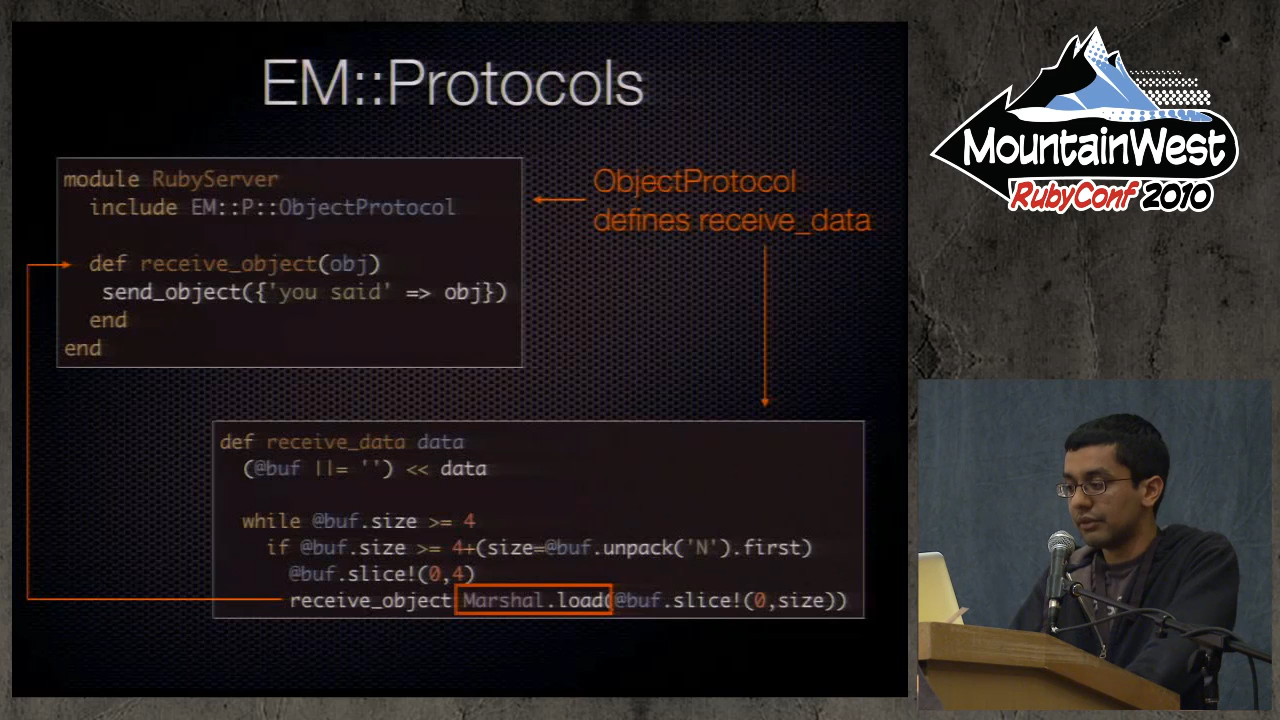 EM::Protocols
module RubyServer
include EM::P::ObjectProtocol
def receive_object(obj)
send_object({'you said' => obj})
end
end
ObjectProtocol
defines receive_data
def receive_data data
(@buf ||= '') << data
while @buf.size >= 4
if @buf.size >= 4+(size=@buf.unpack('N').first)
@buf.slice!(0,4)
receive_object Marshal.load(@buf.slice!(0,size))
MountainWest
RubyConf 2010